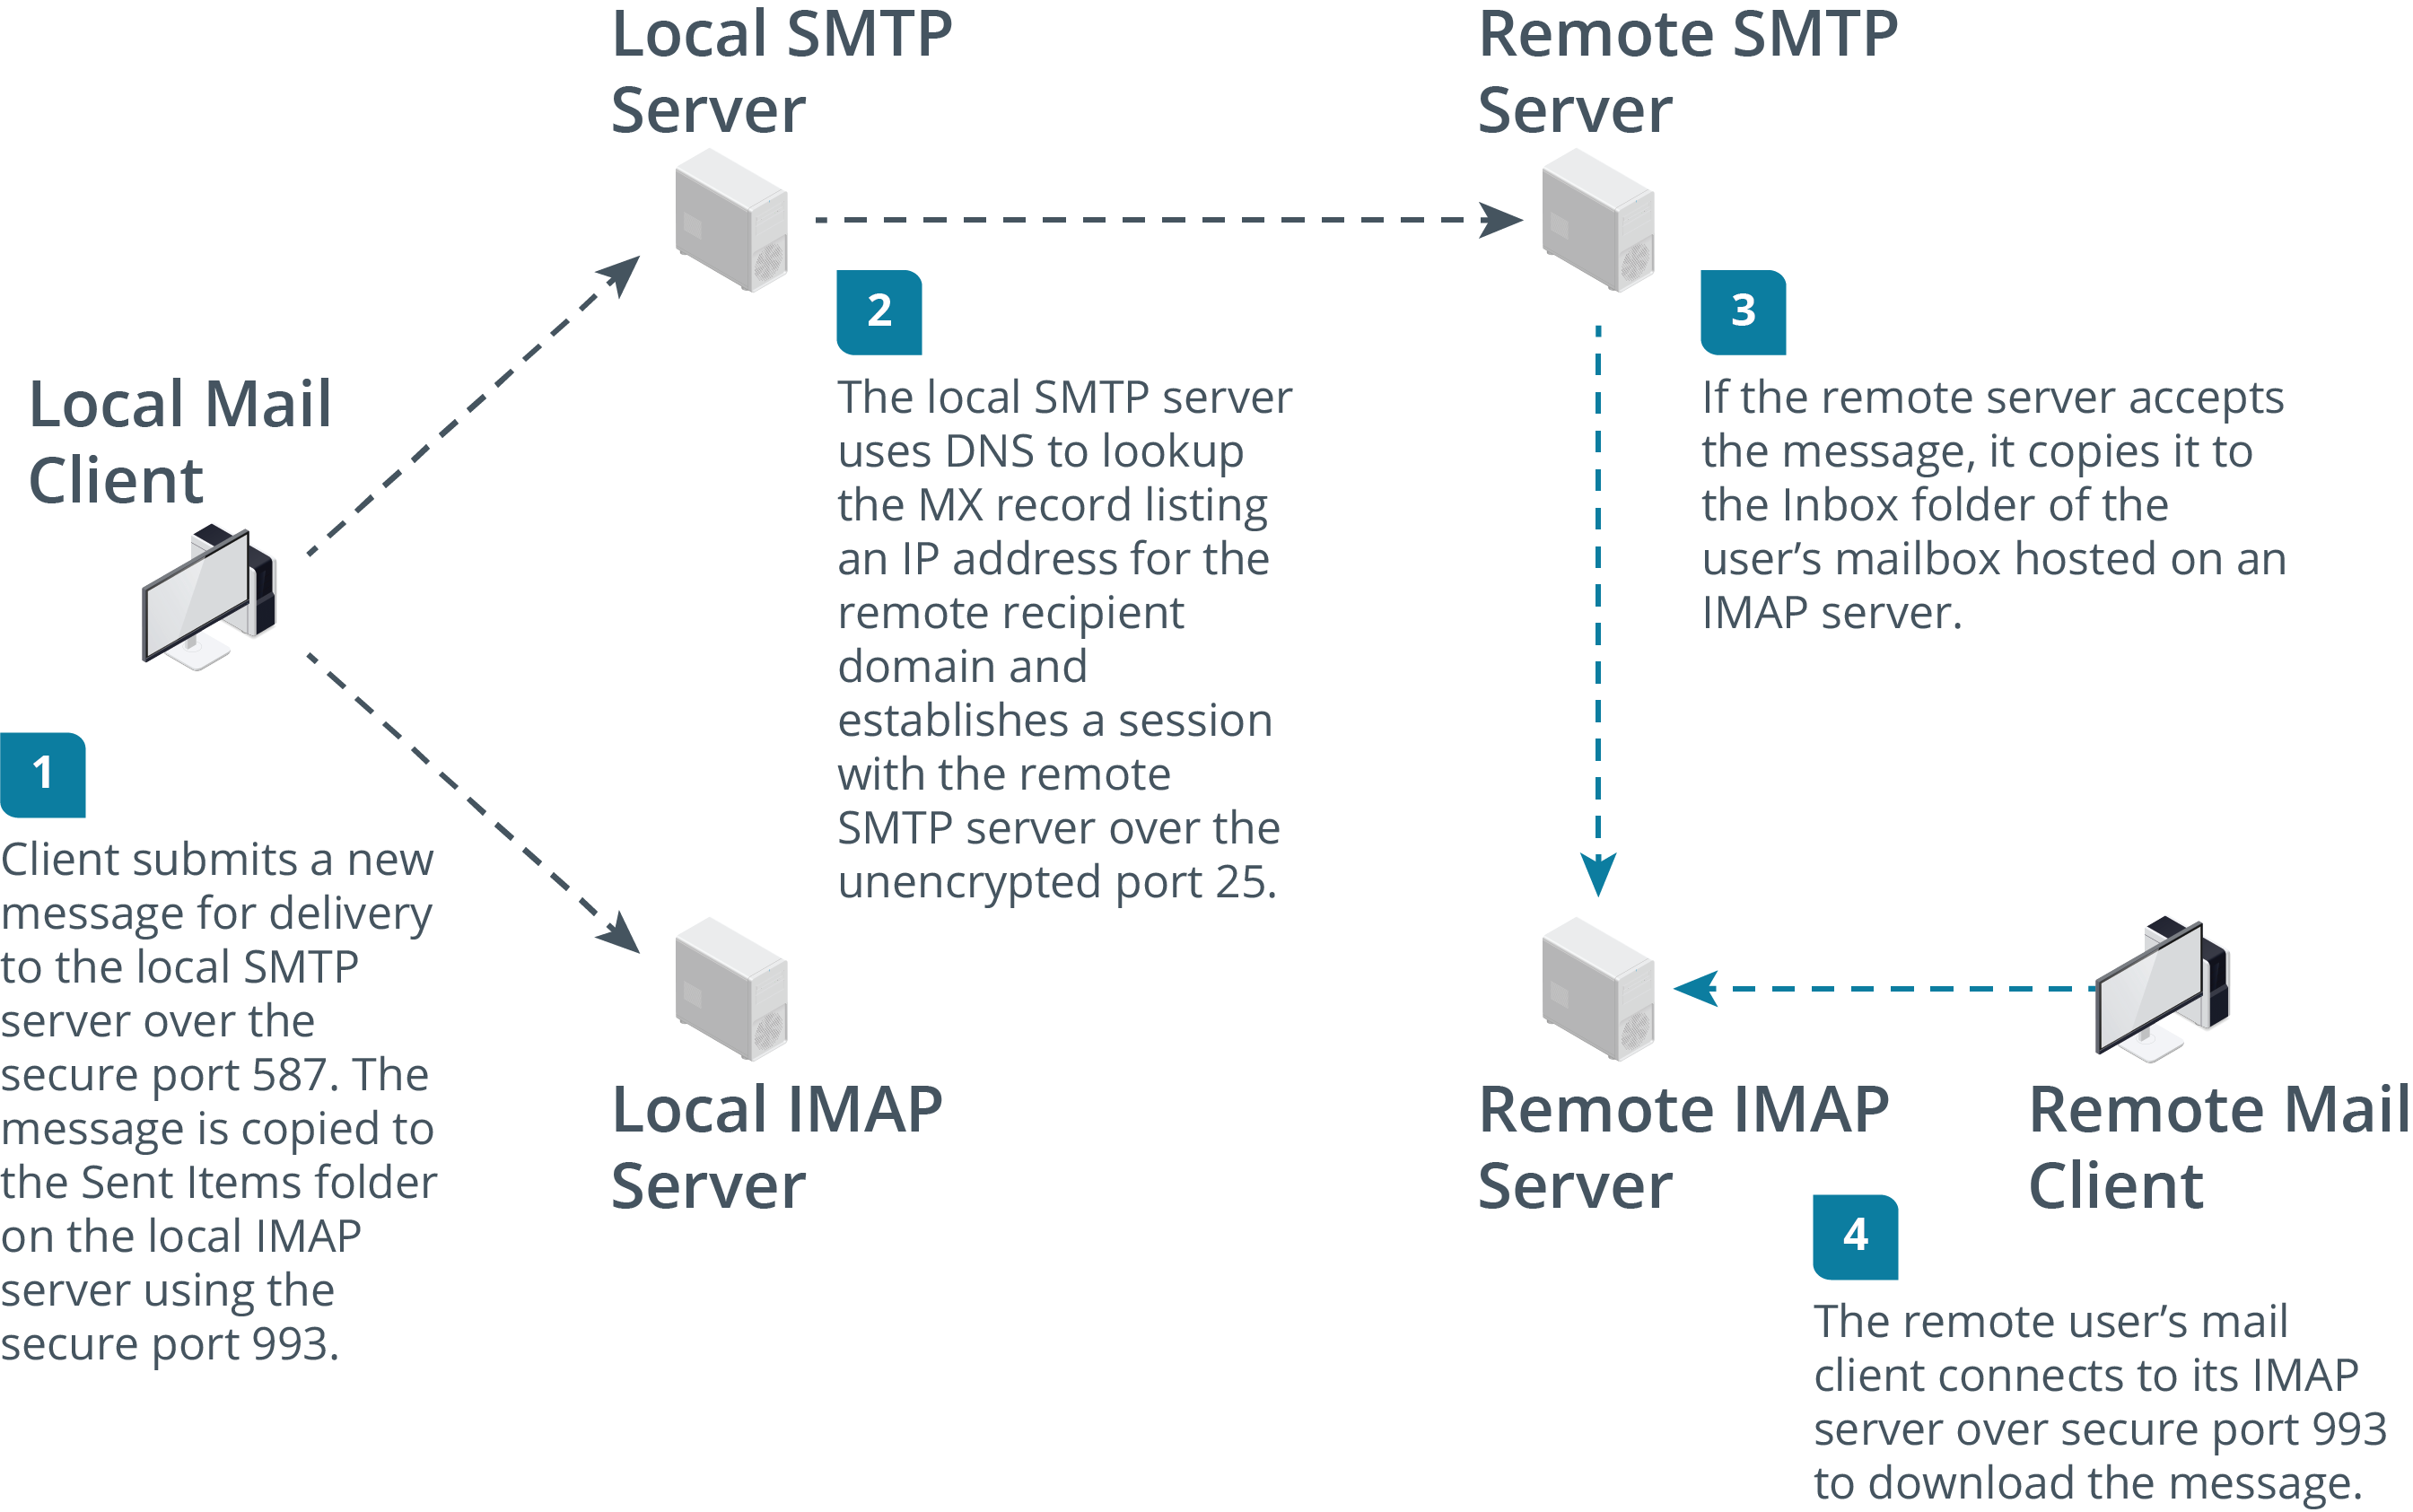 Local SMTP
Server
Remote SMTP
Server
Local Mail
Client
1
Client submits a new
message for delivery
to the local SMTP
server over the
secure port 587. The
message is copied to
the Sent Items folder
on the local IMAP
server using the
secure port 993.
2
The local SMTP server
uses DNS to lookup
the MX record listing
an IP address for the
remote recipient
domain and
establishes a session
with the remote
SMTP server over the
unencrypted port 25.
3
If the remote server accepts
the message, it copies it to
the Inbox folder of the
user’s mailbox hosted on an
IMAP server.
Local IMAP
Server
Remote IMAP
Server
Remote Mail
Client
4
The remote user’s mail
client connects to its IMAP
server over secure port 993
to download the message.